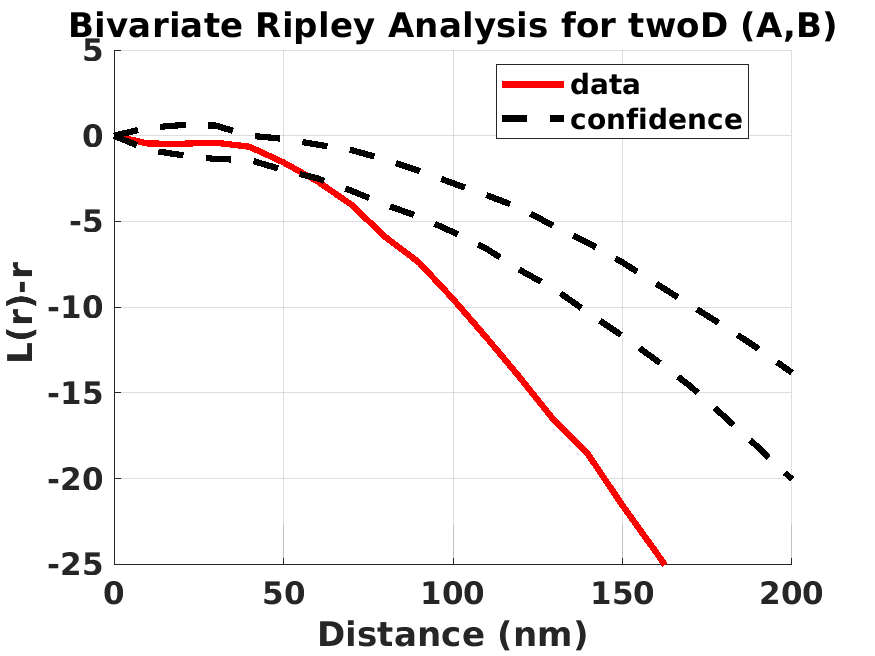 Bivariate Ripley Analysis for twoD (A,B)
5
0
-5
-10
-15
-20
-25
L(r)-r
data
confidence
0 50 100 150 200
Distance (nm)